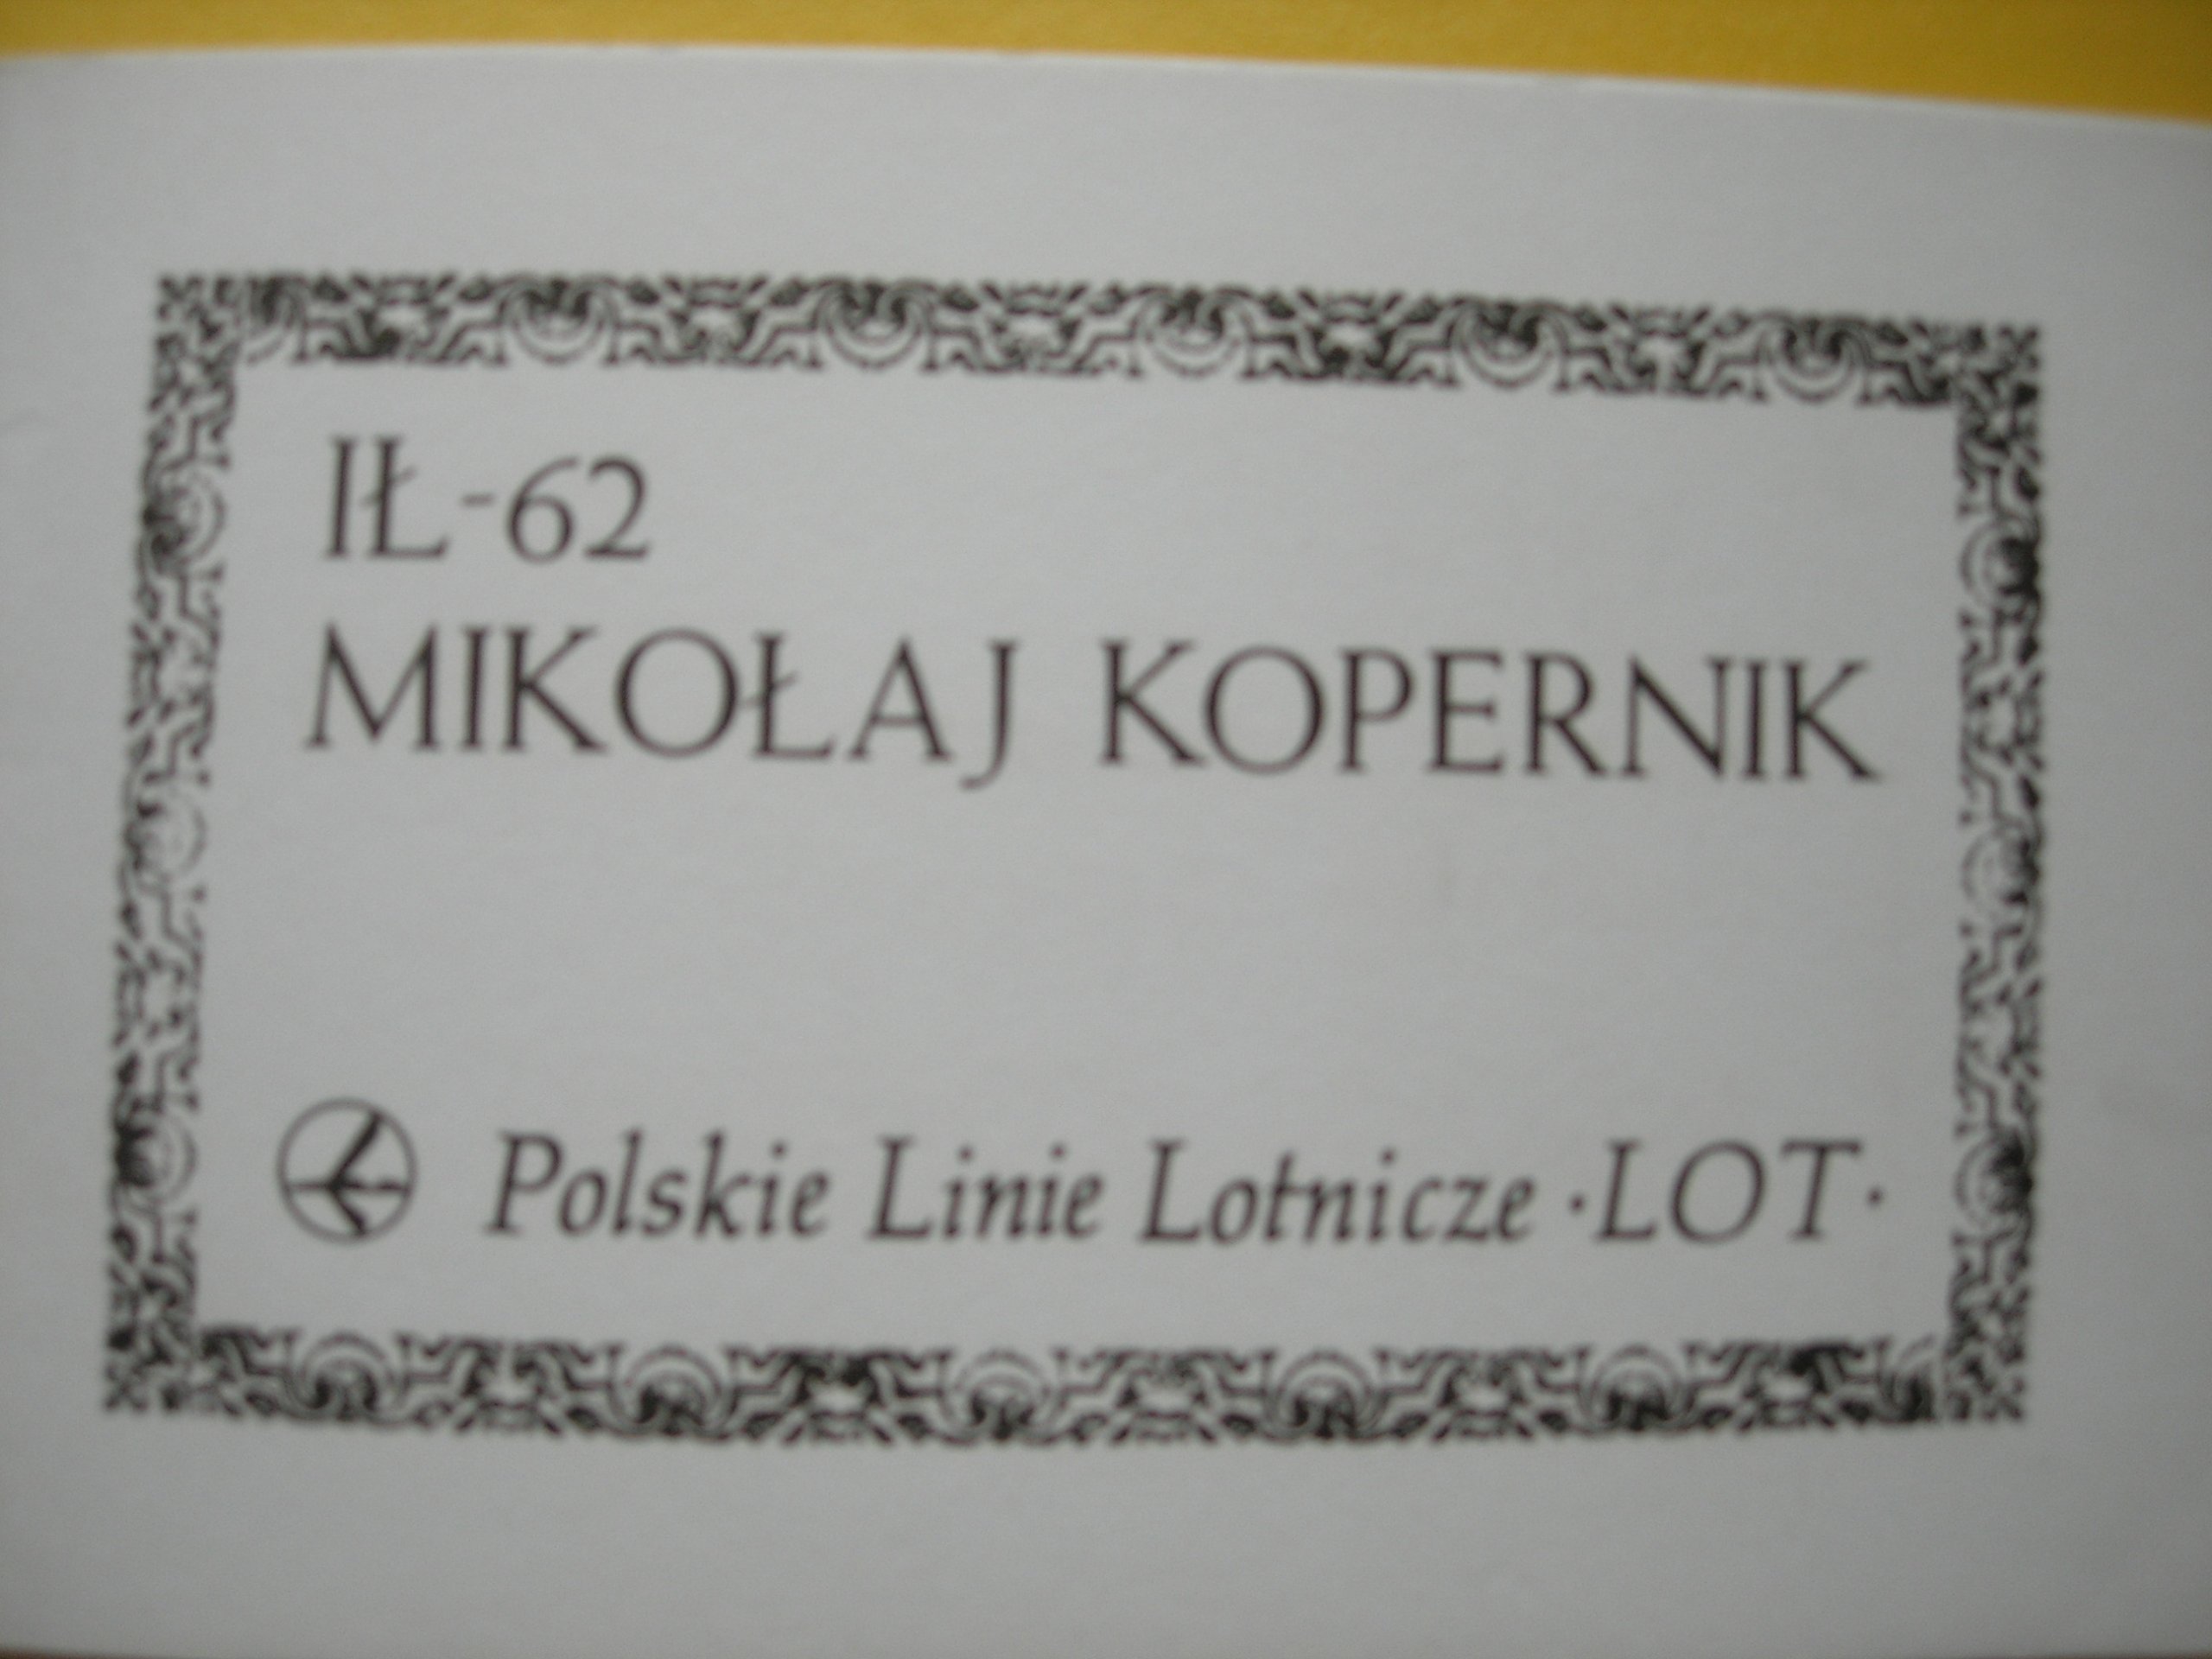 IŁ-62
MIKOŁAJ KOPERNIK
Polskie Linie Lotnicze ·LOT·